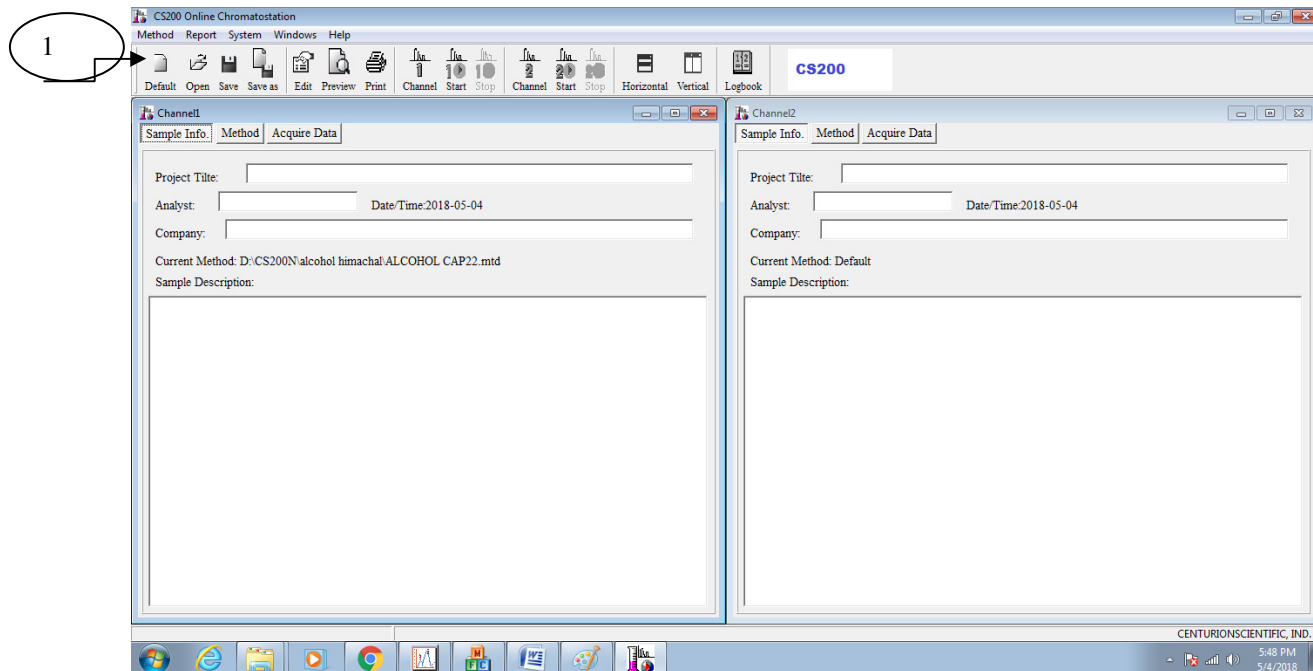 1
CS200 Online Chromatostation
Method Report System Windows Help
Default Open Save Save as Edit Preview Print Channel Start Stop Channel Start Stop Horizontal Vertical Logbook
CS200
Channel1
Sample Info. Method Acquire Data
Project Tilte:
Analyst: Date/Time:2018-05-04
Company:
Current Method: D:\CS200N\alcohol himachal\ALCOHOL CAP22.mtd
Sample Description:
Channel2
Sample Info. Method Acquire Data
Project Tilte:
Analyst: Date/Time:2018-05-04
Company:
Current Method: Default
Sample Description:
CENTURIONSCIENTIFIC, IND.
5:48 PM
5/4/2018